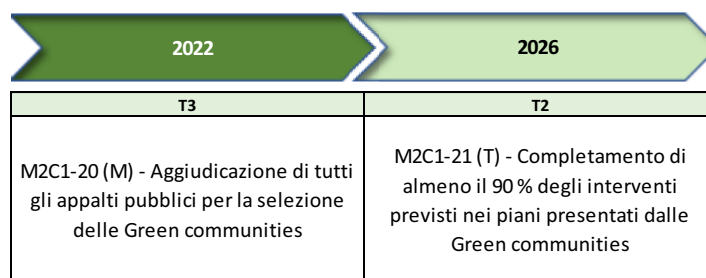 2022
2026
T3
T2
M2C1-20 (M) - Aggiudicazione di tutti
gli appalti pubblici per la selezione
delle Green communities
M2C1-21 (T) - Completamento di
almeno il 90 % degli interventi
previsti nei piani presentati dalle
Green communities